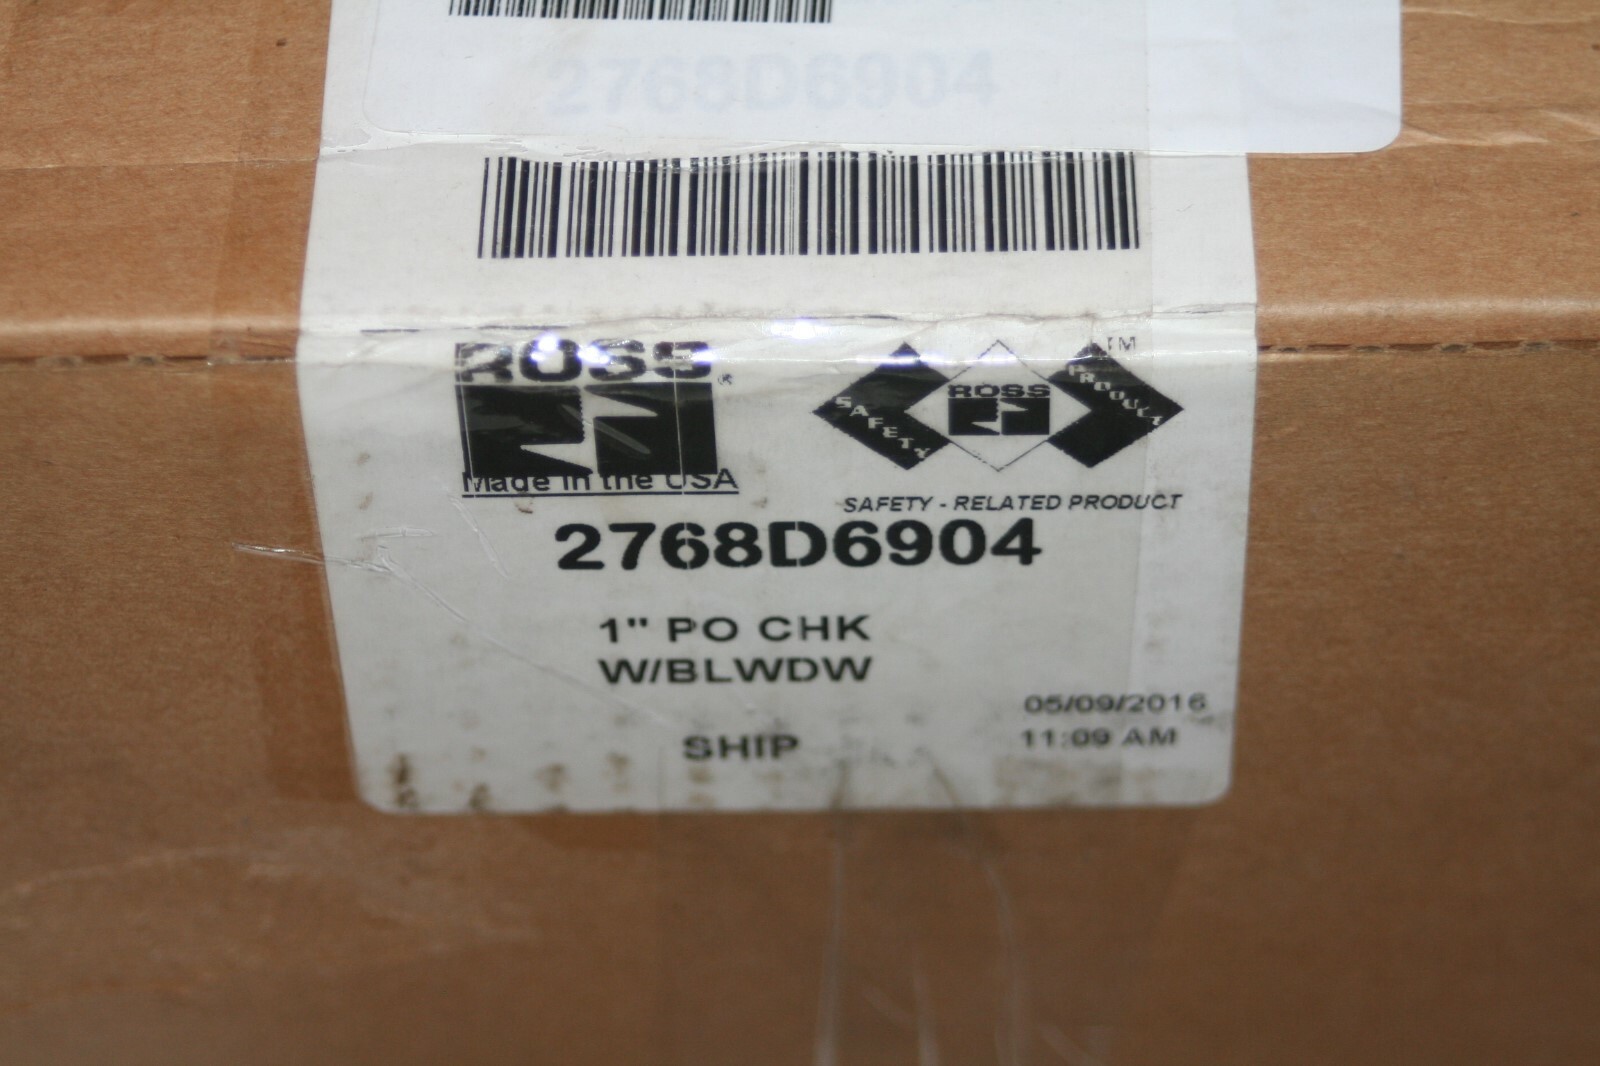 2768D6904
ROSS ®
Made in the USA
SAFETY ROSS PRODUCT ™
SAFETY - RELATED PRODUCT
2768D6904
1" PO CHK
W/BLWDW
05/09/2016
SHIP
11:09 AM